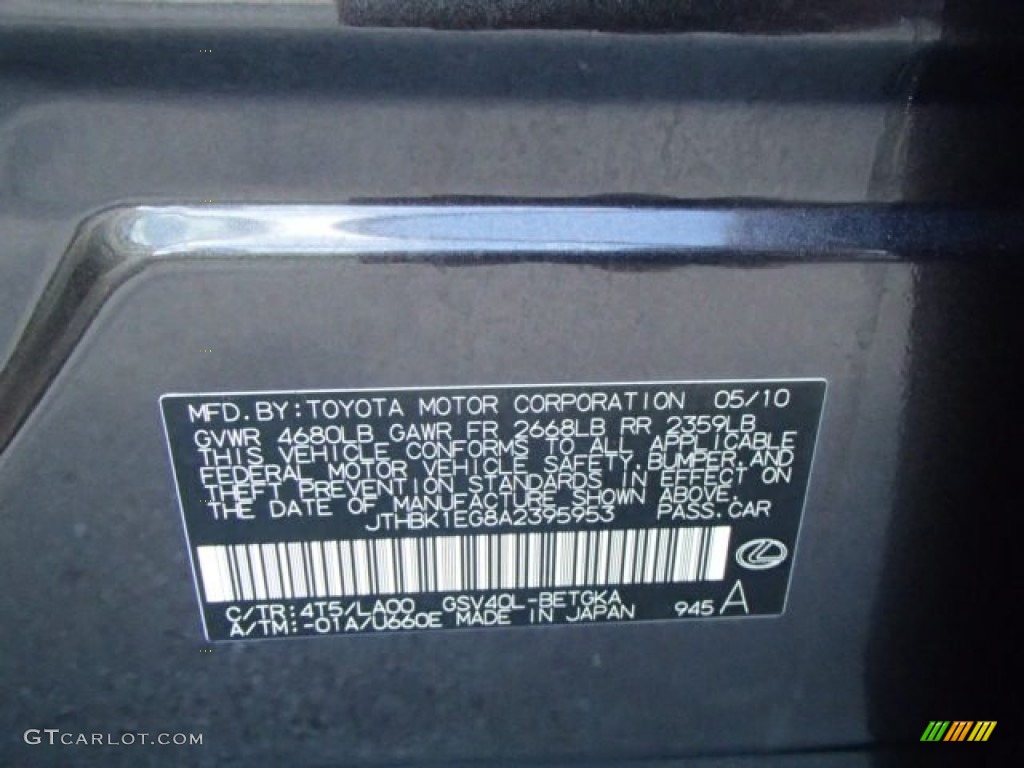 MFD. BY: TOYOTA MOTOR CORPORATION 05/10
GVWR 4680LB GAWR FR 2668LB RR 2359LB
THIS VEHICLE CONFORMS TO ALL APPLICABLE
FEDERAL MOTOR VEHICLE SAFETY, BUMPER, AND
THEFT PREVENTION STANDARDS IN EFFECT ON
THE DATE OF MANUFACTURE SHOWN ABOVE.
JTHBK1EG8A2395953 PASS. CAR
C/TR: 4T5/LA00 GSV40L-BETGKA
A/TM: -01A/U660E MADE IN JAPAN 945 A
GTCARLOT.COM